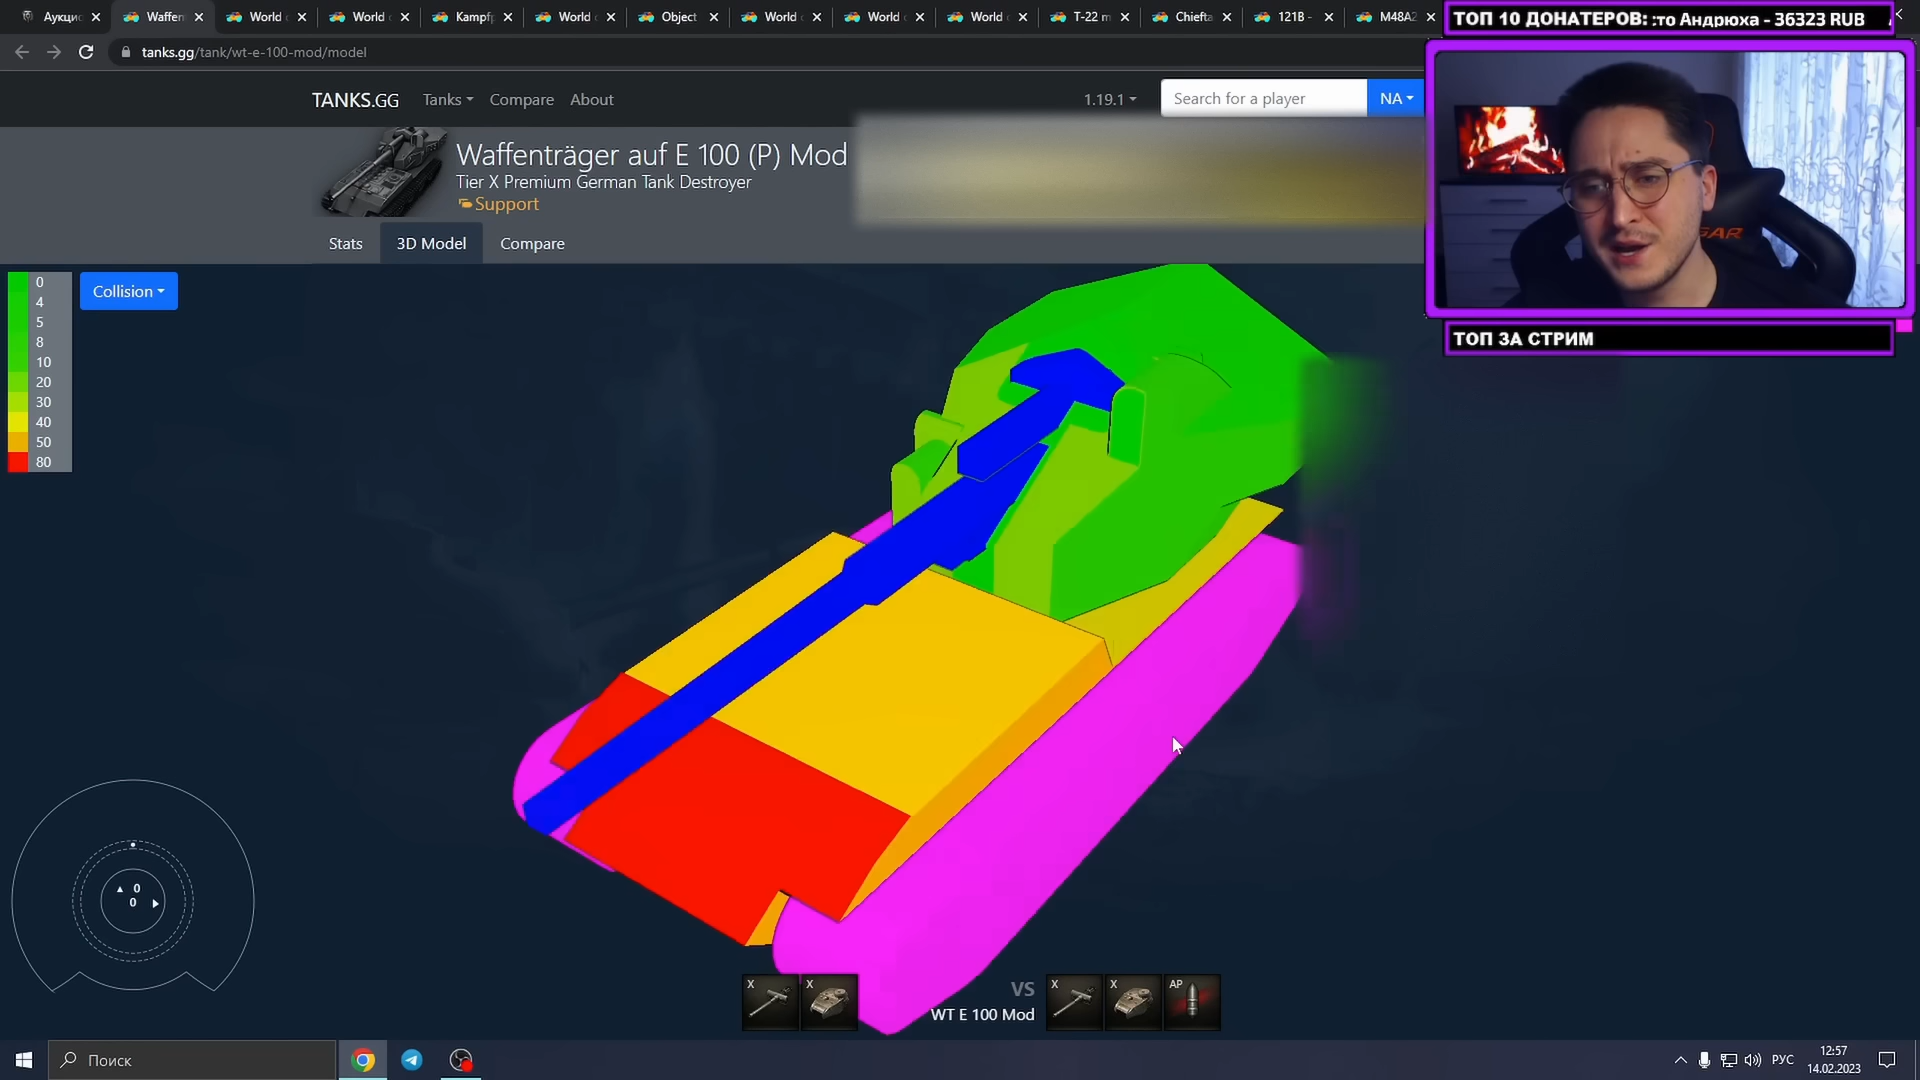 Аукцис
Waffen
World
World
Kampfp
World
Object
World
World
World
T-22 m
Chiefta
121B -
M48A2
ТОП 10 ДОНАТЕРОВ: :то Андрюха - 36323 RUB
tanks.gg/tank/wt-e-100-mod/model
TANKS.GG
Tanks
Compare
About
1.19.1
Search for a player
NA
Waffenträger auf E 100 (P) Mod
Tier X Premium German Tank Destroyer
Support
Stats
3D Model
Compare
ТОП ЗА СТРИМ
0
4
5
8
10
20
30
40
50
80
Collision
0
0
X
X
VS
WT E 100 Mod
X
X
AP
Поиск
РУС
12:57
14.02.2023